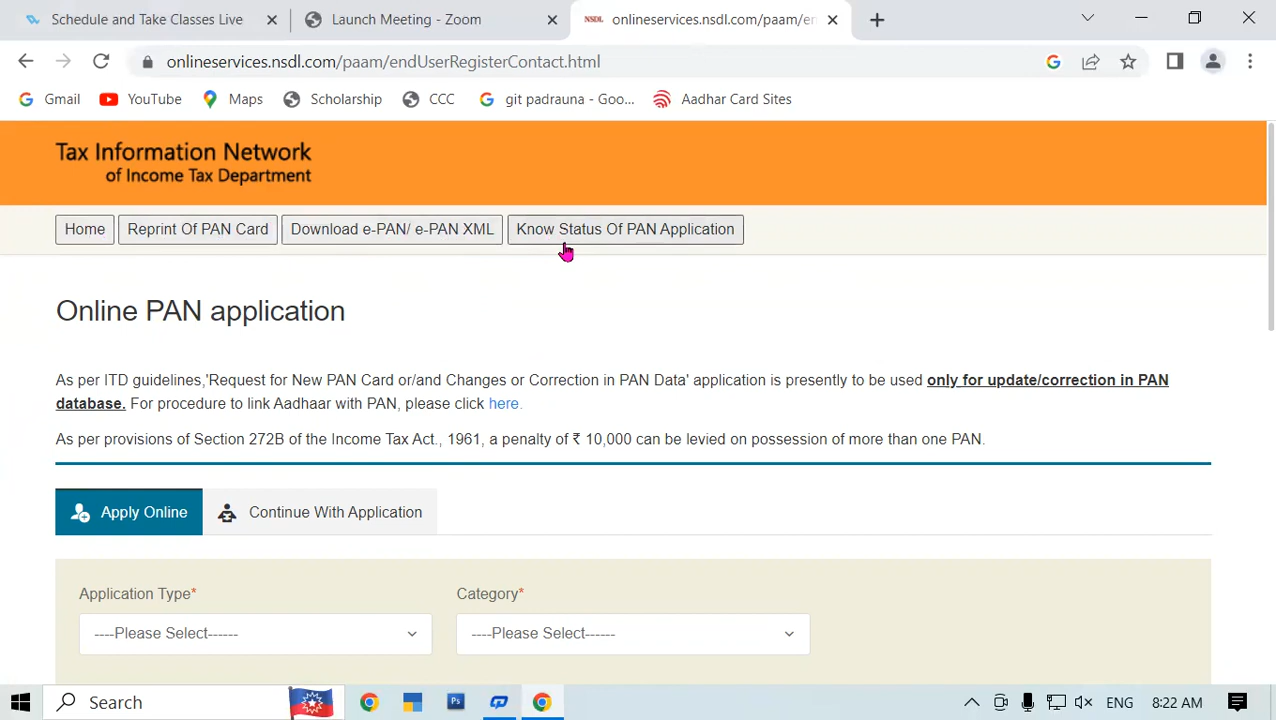 Schedule and Take Classes Live
Launch Meeting - Zoom
NSDL onlineservices.nsdl.com/paam/en
onlineservices.nsdl.com/paam/endUserRegisterContact.html
Gmail YouTube Maps Scholarship CCC git padrauna - Goo... Aadhar Card Sites
Tax Information Network
of Income Tax Department
Home Reprint Of PAN Card Download e-PAN/ e-PAN XML Know Status Of PAN Application
Online PAN application
As per ITD guidelines,'Request for New PAN Card or/and Changes or Correction in PAN Data' application is presently to be used only for update/correction in PAN
database. For procedure to link Aadhaar with PAN, please click here.
As per provisions of Section 272B of the Income Tax Act., 1961, a penalty of ₹ 10,000 can be levied on possession of more than one PAN.
Apply Online Continue With Application
Application Type* Category*
----Please Select------ ----Please Select------
Search Ps ENG 8:22 AM